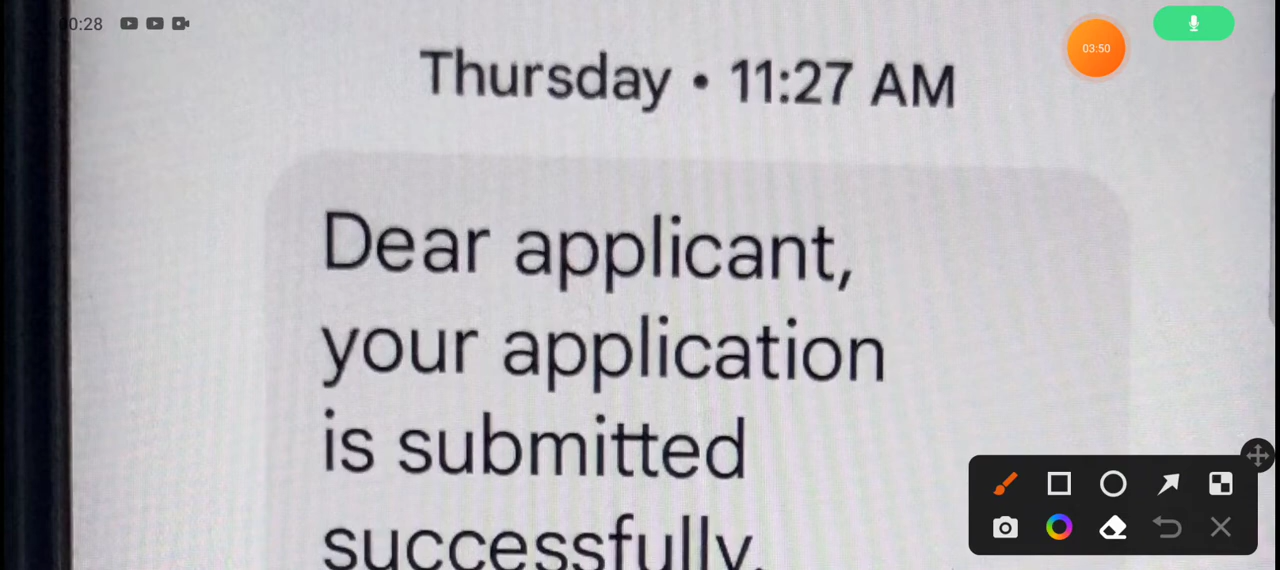 00:28
03:50
Thursday • 11:27 AM
Dear applicant,
your application
is submitted
successfully.